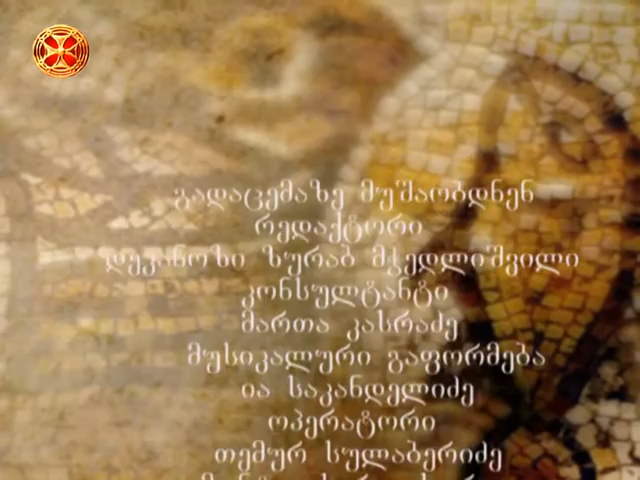 გადაცემაზე მუშაობდნენ
რედაქტორი
დეკანოზი ზურაბ მჭედლიშვილი
კონსულტანტი
მართა კასრაძე
მუსიკალური გაფორმება
ია საკანდელიძე
ოპერატორი
თემურ სულაბერიძე